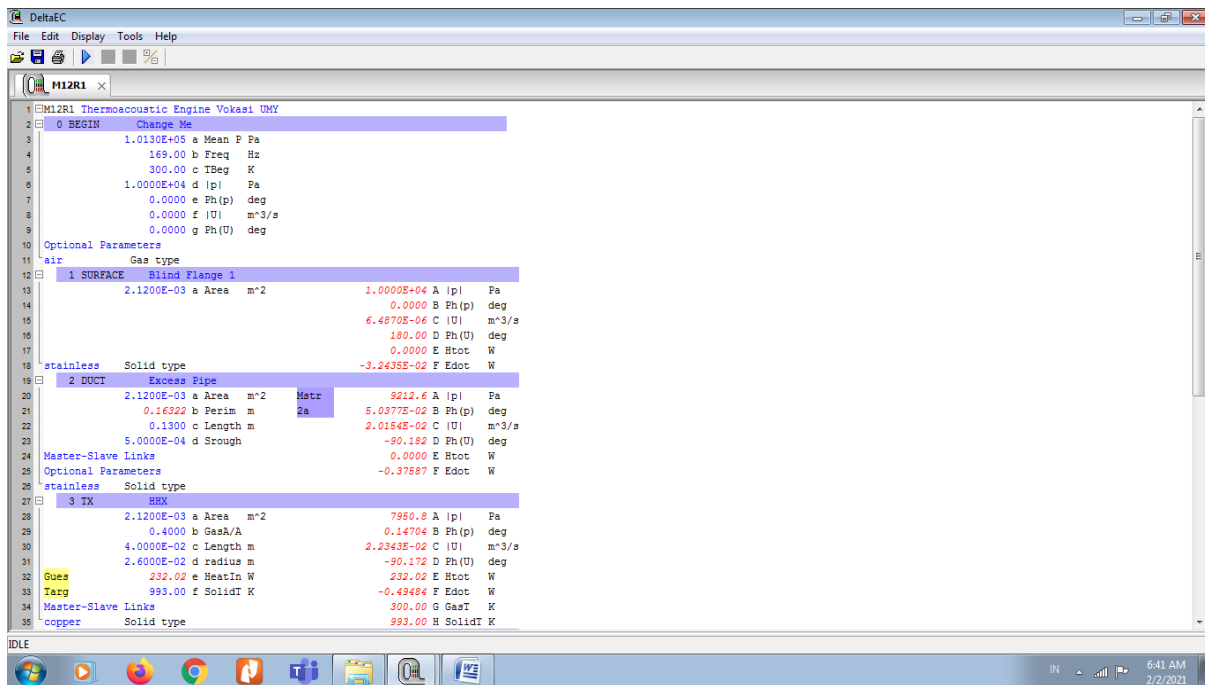 DeltaEC
File Edit Display Tools Help
M12R1 ×
1 M12R1 Thermoacoustic Engine Vokasi UMY
2 0 BEGIN Change Me
3 1.0130E+05 a Mean P Pa
4 169.00 b Freq Hz
5 300.00 c TBeg K
6 1.0000E+04 d |p| Pa
7 0.0000 e Ph(p) deg
8 0.0000 f |U| m^3/s
9 0.0000 g Ph(U) deg
10 Optional Parameters
11 air Gas type
12 1 SURFACE Blind Flange 1
13 2.1200E-03 a Area m^2 1.0000E+04 A |p| Pa
14 0.0000 B Ph(p) deg
15 6.4870E-06 C |U| m^3/s
16 180.00 D Ph(U) deg
17 0.0000 E Htot W
18 stainless Solid type -3.2435E-02 F Edot W
19 2 DUCT Excess Pipe
20 2.1200E-03 a Area m^2 Mstr 9212.6 A |p| Pa
21 0.16322 b Perim m 2a 5.0377E-02 B Ph(p) deg
22 0.1300 c Length m 2.0154E-02 C |U| m^3/s
23 5.0000E-04 d Srough -90.182 D Ph(U) deg
24 Master-Slave Links 0.0000 E Htot W
25 Optional Parameters -0.37587 F Edot W
26 stainless Solid type
27 3 TX HHX
28 2.1200E-03 a Area m^2 7950.8 A |p| Pa
29 0.4000 b GasA/A 0.14704 B Ph(p) deg
30 4.0000E-02 c Length m 2.2343E-02 C |U| m^3/s
31 2.6000E-02 d radius m -90.172 D Ph(U) deg
32 Gues 232.02 e HeatIn W 232.02 E Htot W
33 Targ 993.00 f SolidT K -0.49484 F Edot W
34 Master-Slave Links 300.00 G GasT K
35 copper Solid type 993.00 H SolidT K
IDLE
IN 6:41 AM
2/2/2021